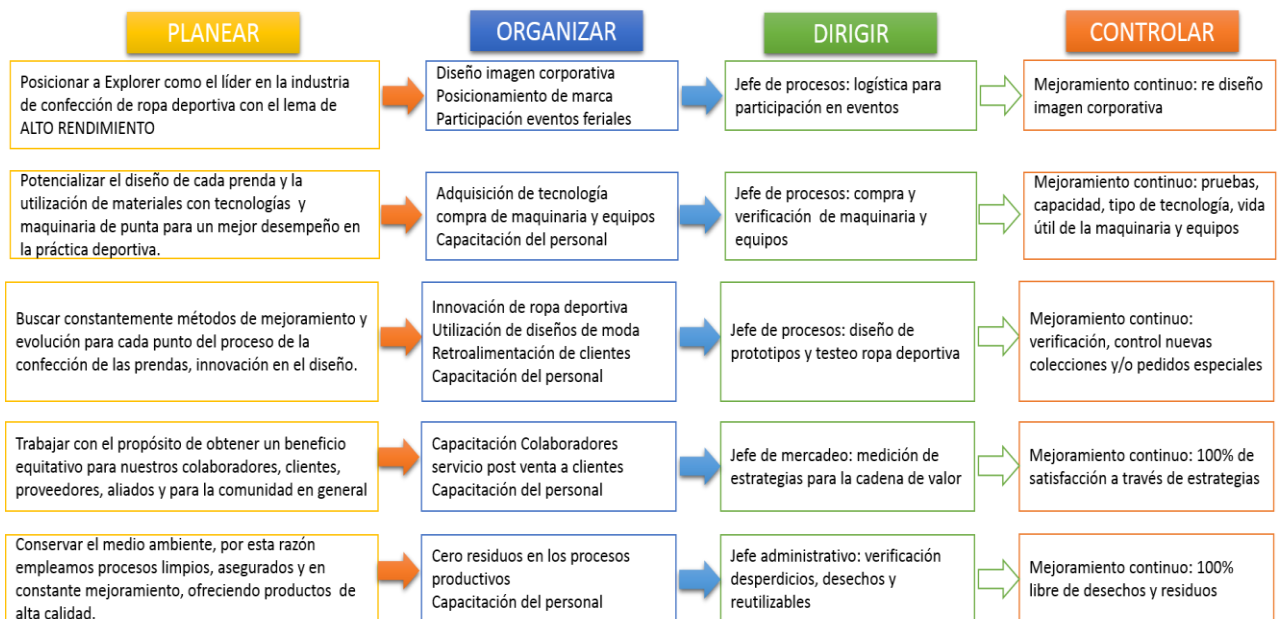 PLANEAR
ORGANIZAR
DIRIGIR
CONTROLAR
Posicionar a Explorer como el líder en la industria
de confección de ropa deportiva con el lema de
ALTO RENDIMIENTO
Diseño imagen corporativa
Posicionamiento de marca
Participación eventos feriales
Jefe de procesos: logística para
participación en eventos
Mejoramiento continuo: re diseño
imagen corporativa
Potencializar el diseño de cada prenda y la
utilización de materiales con tecnologías y
maquinaria de punta para un mejor desempeño en
la práctica deportiva.
Adquisición de tecnología
compra de maquinaria y equipos
Capacitación del personal
Jefe de procesos: compra y
verificación de maquinaria y
equipos
Mejoramiento continuo: pruebas,
capacidad, tipo de tecnología, vida
útil de la maquinaria y equipos
Buscar constantemente métodos de mejoramiento y
evolución para cada punto del proceso de la
confección de las prendas, innovación en el diseño.
Innovación de ropa deportiva
Utilización de diseños de moda
Retroalimentación de clientes
Capacitación del personal
Jefe de procesos: diseño de
prototipos y testeo ropa deportiva
Mejoramiento continuo:
verificación, control nuevas
colecciones y/o pedidos especiales
Trabajar con el propósito de obtener un beneficio
equitativo para nuestros colaboradores, clientes,
proveedores, aliados y para la comunidad en general
Capacitación Colaboradores
servicio post venta a clientes
Capacitación del personal
Jefe de mercadeo: medición de
estrategias para la cadena de valor
Mejoramiento continuo: 100% de
satisfacción a través de estrategias
Conservar el medio ambiente, por esta razón
empleamos procesos limpios, asegurados y en
constante mejoramiento, ofreciendo productos de
alta calidad.
Cero residuos en los procesos
productivos
Capacitación del personal
Jefe administrativo: verificación
desperdicios, desechos y
reutilizables
Mejoramiento continuo: 100%
libre de desechos y residuos